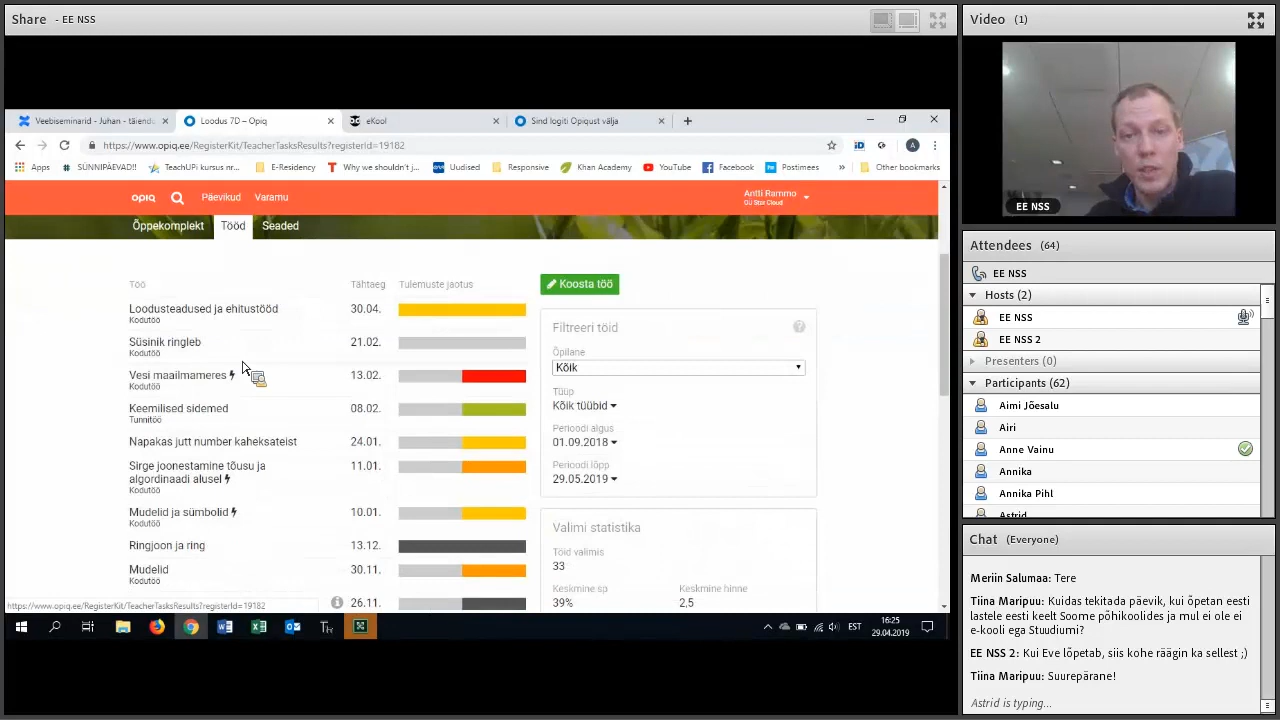 Share - EE NSS
Veebiseminarid - Juhan - täiendu
Loodus 7D – Opiq
eKool
Sind logiti Opiqust välja
https://www.opiq.ee/RegisterKit/TeacherTasksResults?registerId=19182
Apps
SÜNNIPÄEVAD!!
TeachUPi kursus nr...
E-Residency
Why we shouldn't j...
Uudised
Responsive
Khan Academy
YouTube
Facebook
Postimees
»
Other bookmarks
opiq
Päevikud
Varamu
Antti Rammo
OÜ Star Cloud
Õppekomplekt
Tööd
Seaded
Töö Tähtaeg Tulemuste jaotus
Loodusteadused ja ehitustööd 30.04.
Kodutöö
Süsinik ringleb 21.02.
Kodutöö
Vesi maailmameres 13.02.
Kodutöö
Keemilised sidemed 08.02.
Tunnitöö
Napakas jutt number kaheksateist 24.01.
Sirge joonestamine tõusu ja 11.01.
algordinaadi alusel
Kodutöö
Mudelid ja sümbolid 10.01.
Kodutöö
Ringjoon ja ring 13.12.
Mudelid 30.11.
Kodutöö
26.11.
https://www.opiq.ee/RegisterKit/TeacherTasksResults?registerId=19182
Koosta töö
Filtreeri töid
?
Õpilane
Kõik
Tüüp
Kõik tüübid
Perioodi algus
01.09.2018
Perioodi lõpp
29.05.2019
Valimi statistika
Töid valimis
33
Keskmine sp Keskmine hinne
39% 2,5
EST
16:25
29.04.2019
Video (1)
EE NSS
Attendees (64)
EE NSS
Hosts (2)
EE NSS
EE NSS 2
Presenters (0)
Participants (62)
Aimi Jõesalu
Airi
Anne Vainu
Annika
Annika Pihl
Astrid
Chat (Everyone)
Meriin Salumaa: Tere
Tiina Maripuu: Kuidas tekitada päevik, kui õpetan eesti
lastele eesti keelt Soome põhikoolides ja mul ei ole ei
e-kooli ega Stuudiumi?
EE NSS 2: Kui Eve lõpetab, siis kohe räägin ka sellest ;)
Tiina Maripuu: Suurepärane!
Astrid is typing...